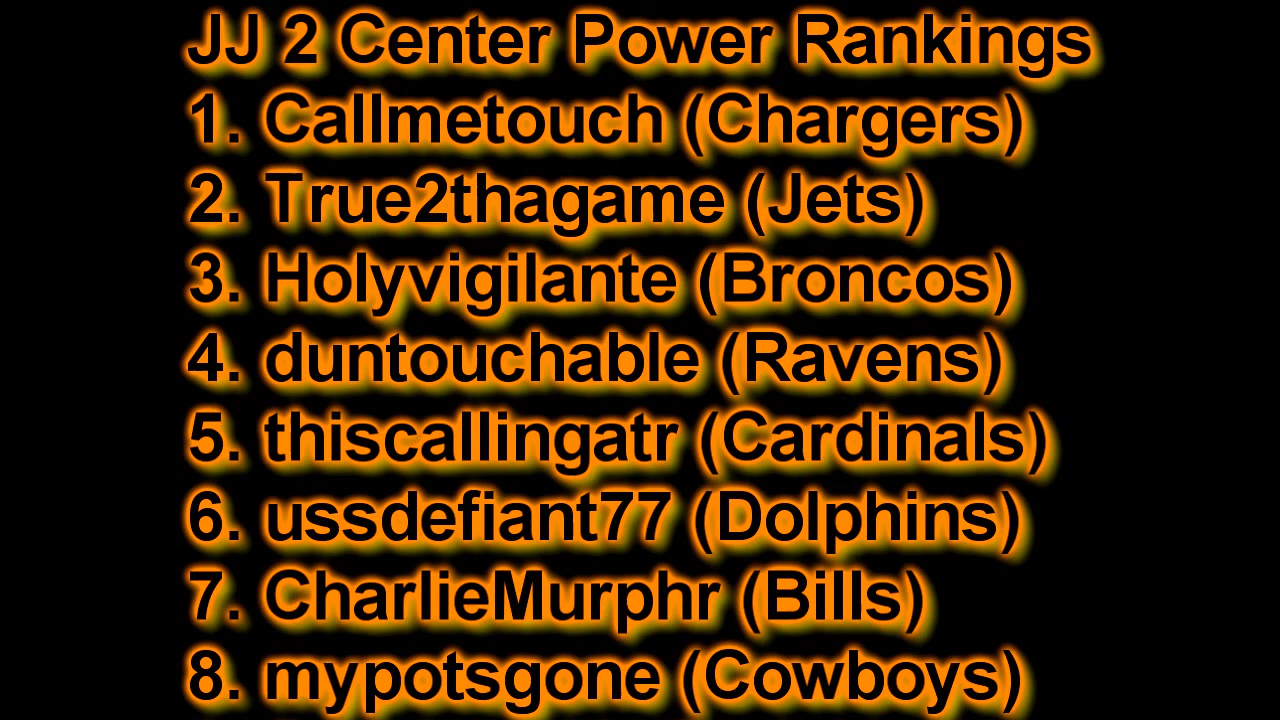 JJ 2 Center Power Rankings
1. Callmetouch (Chargers)
2. True2thagame (Jets)
3. Holyvigilante (Broncos)
4. duntouchable (Ravens)
5. thiscallingatr (Cardinals)
6. ussdefiant77 (Dolphins)
7. CharlieMurphr (Bills)
8. mypotsgone (Cowboys)